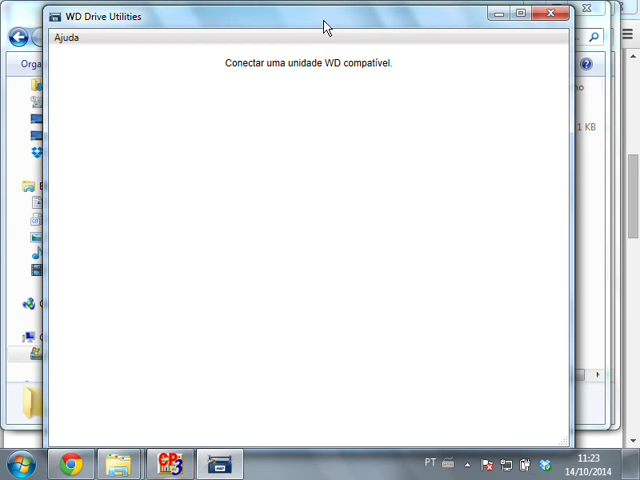 WD Drive Utilities
Ajuda
Conectar uma unidade WD compatível.
Orga
1 KB
PT
11:23
14/10/2014